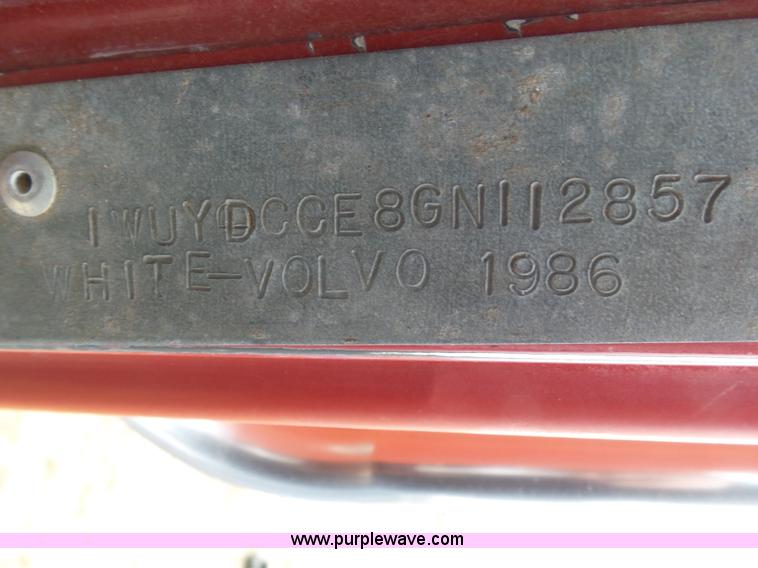 1WUYDCCE8GN112857
WHITE-VOLVO 1986
www.purplewave.com